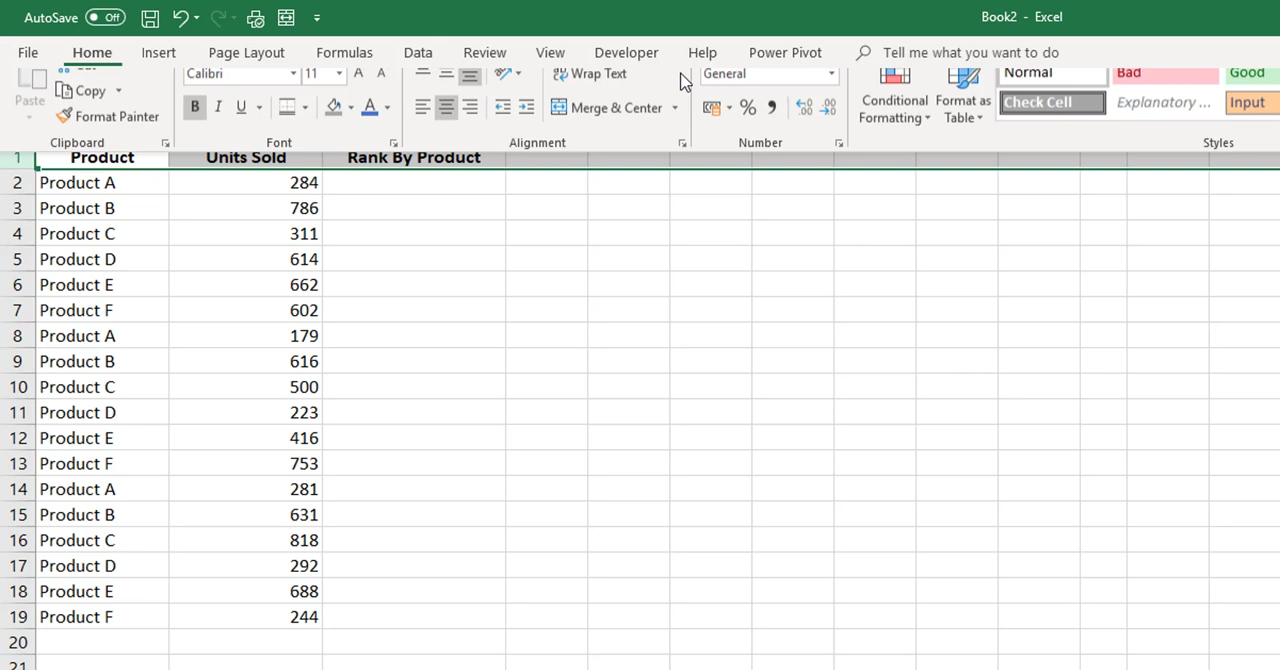 AutoSave Off Book2 - Excel
File Home Insert Page Layout Formulas Data Review View Developer Help Power Pivot Tell me what you want to do
Calibri 11 A A Wrap Text General Normal Bad Good
Paste Copy Conditional Format as
Format Painter B I U A Merge & Center % , Formatting Table Check Cell Explanatory ... Input
Clipboard Font Alignment Number Styles
1 Product Units Sold Rank By Product
2 Product A 284
3 Product B 786
4 Product C 311
5 Product D 614
6 Product E 662
7 Product F 602
8 Product A 179
9 Product B 616
10 Product C 500
11 Product D 223
12 Product E 416
13 Product F 753
14 Product A 281
15 Product B 631
16 Product C 818
17 Product D 292
18 Product E 688
19 Product F 244
20
21